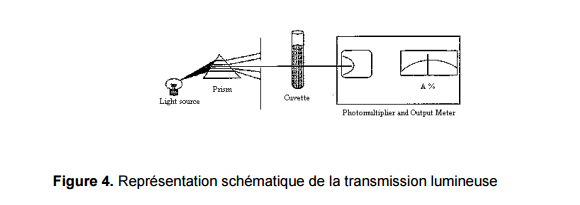 Light source
Prism
Cuvette
A %
Photomultiplier and Output Meter
Figure 4. Représentation schématique de la transmission lumineuse